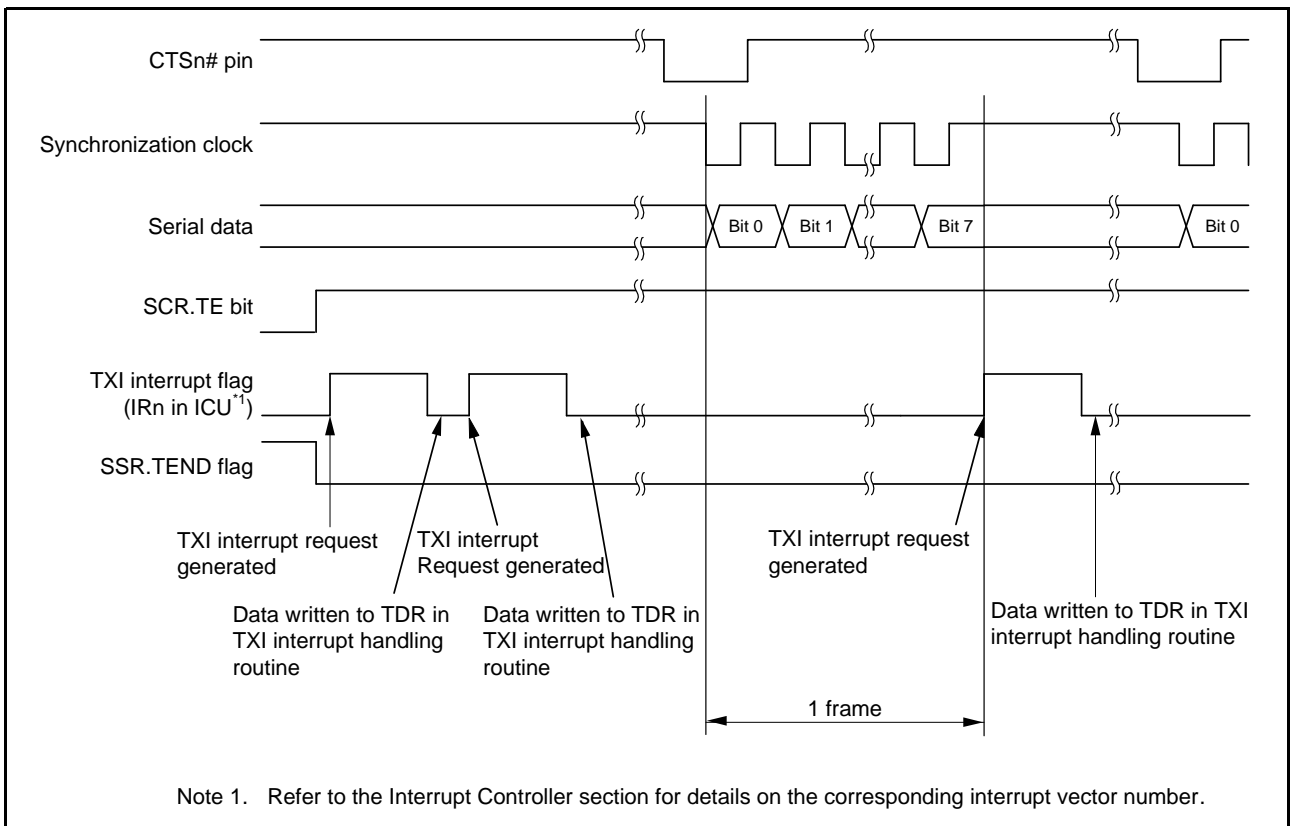 CTSn# pin
Synchronization clock
Serial data
Bit 0
Bit 1
Bit 7
Bit 0
SCR.TE bit
TXI interrupt flag
(IRn in ICU*1)
SSR.TEND flag
TXI interrupt request
generated
TXI interrupt
Request generated
TXI interrupt request
generated
Data written to TDR in
TXI interrupt handling
routine
Data written to TDR in
TXI interrupt handling
routine
Data written to TDR in TXI
interrupt handling routine
1 frame
Note 1. Refer to the Interrupt Controller section for details on the corresponding interrupt vector number.